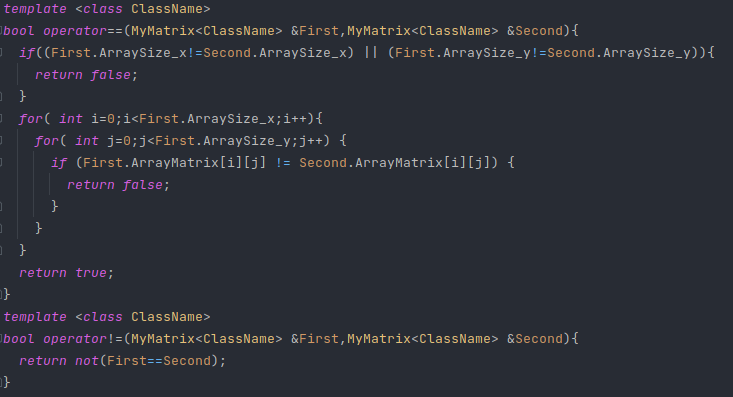 template <class ClassName>
bool operator==(MyMatrix<ClassName> &First,MyMatrix<ClassName> &Second){
  if((First.ArraySize_x!=Second.ArraySize_x) || (First.ArraySize_y!=Second.ArraySize_y)){
    return false;
  }
  for( int i=0;i<First.ArraySize_x;i++){
    for( int j=0;j<First.ArraySize_y;j++) {
      if (First.ArrayMatrix[i][j] != Second.ArrayMatrix[i][j]) {
        return false;
      }
    }
  }
  return true;
}
template <class ClassName>
bool operator!=(MyMatrix<ClassName> &First,MyMatrix<ClassName> &Second){
  return not(First==Second);
}